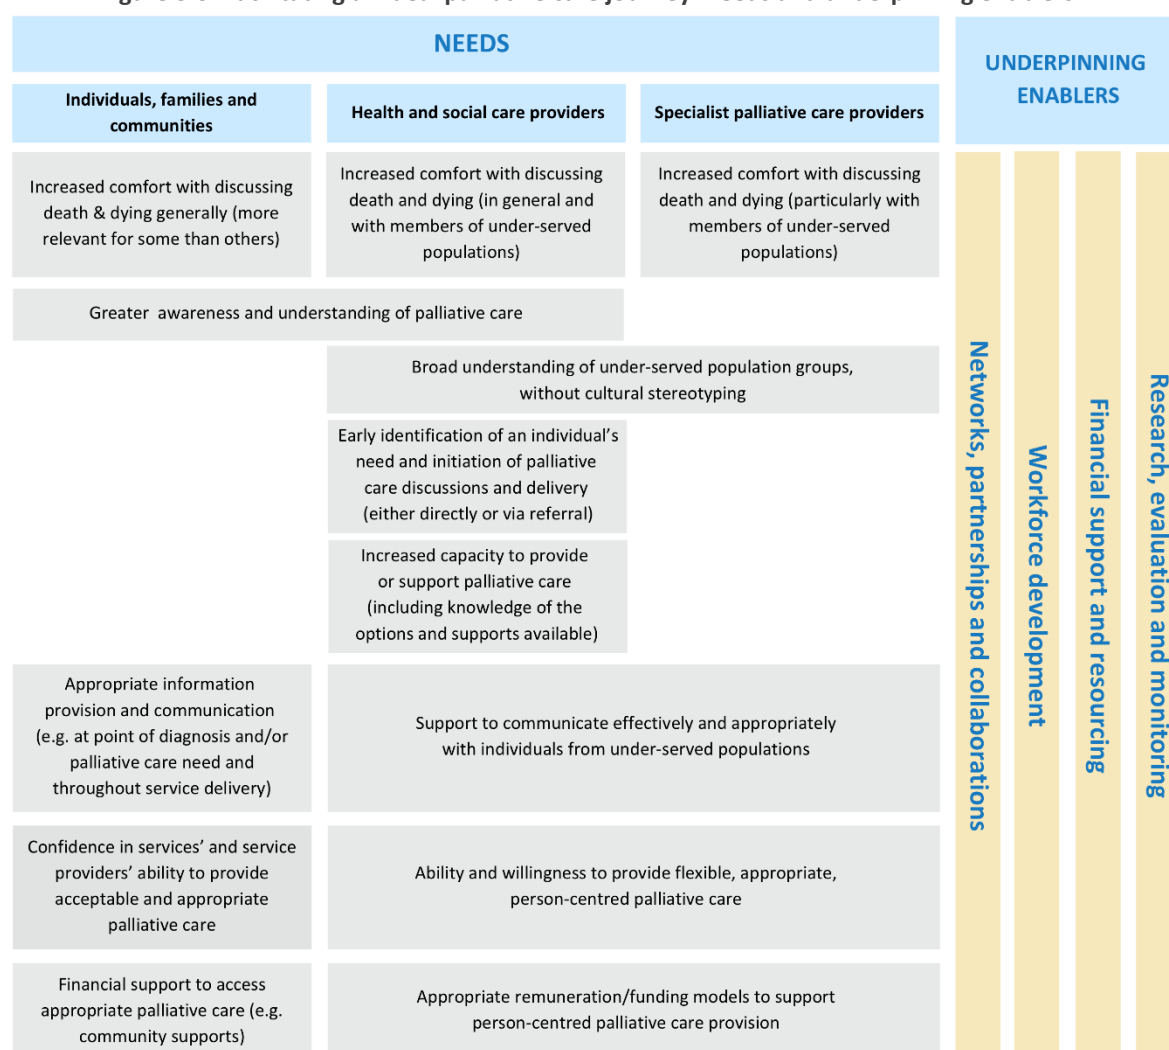 NEEDS
UNDERPINNING
ENABLERS
Individuals, families and
communities
Health and social care providers
Specialist palliative care providers
Increased comfort with discussing
death & dying generally (more
relevant for some than others)
Increased comfort with discussing
death and dying (in general and
with members of under-served
populations)
Increased comfort with discussing
death and dying (particularly with
members of under-served
populations)
Greater awareness and understanding of palliative care
Broad understanding of under-served population groups,
without cultural stereotyping
Early identification of an individual’s
need and initiation of palliative
care discussions and delivery
(either directly or via referral)
Increased capacity to provide
or support palliative care
(including knowledge of the
options and supports available)
Appropriate information
provision and communication
(e.g. at point of diagnosis and/or
palliative care need and
throughout service delivery)
Support to communicate effectively and appropriately
with individuals from under-served populations
Confidence in services’ and service
providers’ ability to provide
acceptable and appropriate
palliative care
Ability and willingness to provide flexible, appropriate,
person-centred palliative care
Financial support to access
appropriate palliative care (e.g.
community supports)
Appropriate remuneration/funding models to support
person-centred palliative care provision
Networks, partnerships and collaborations
Workforce development
Financial support and resourcing
Research, evaluation and monitoring